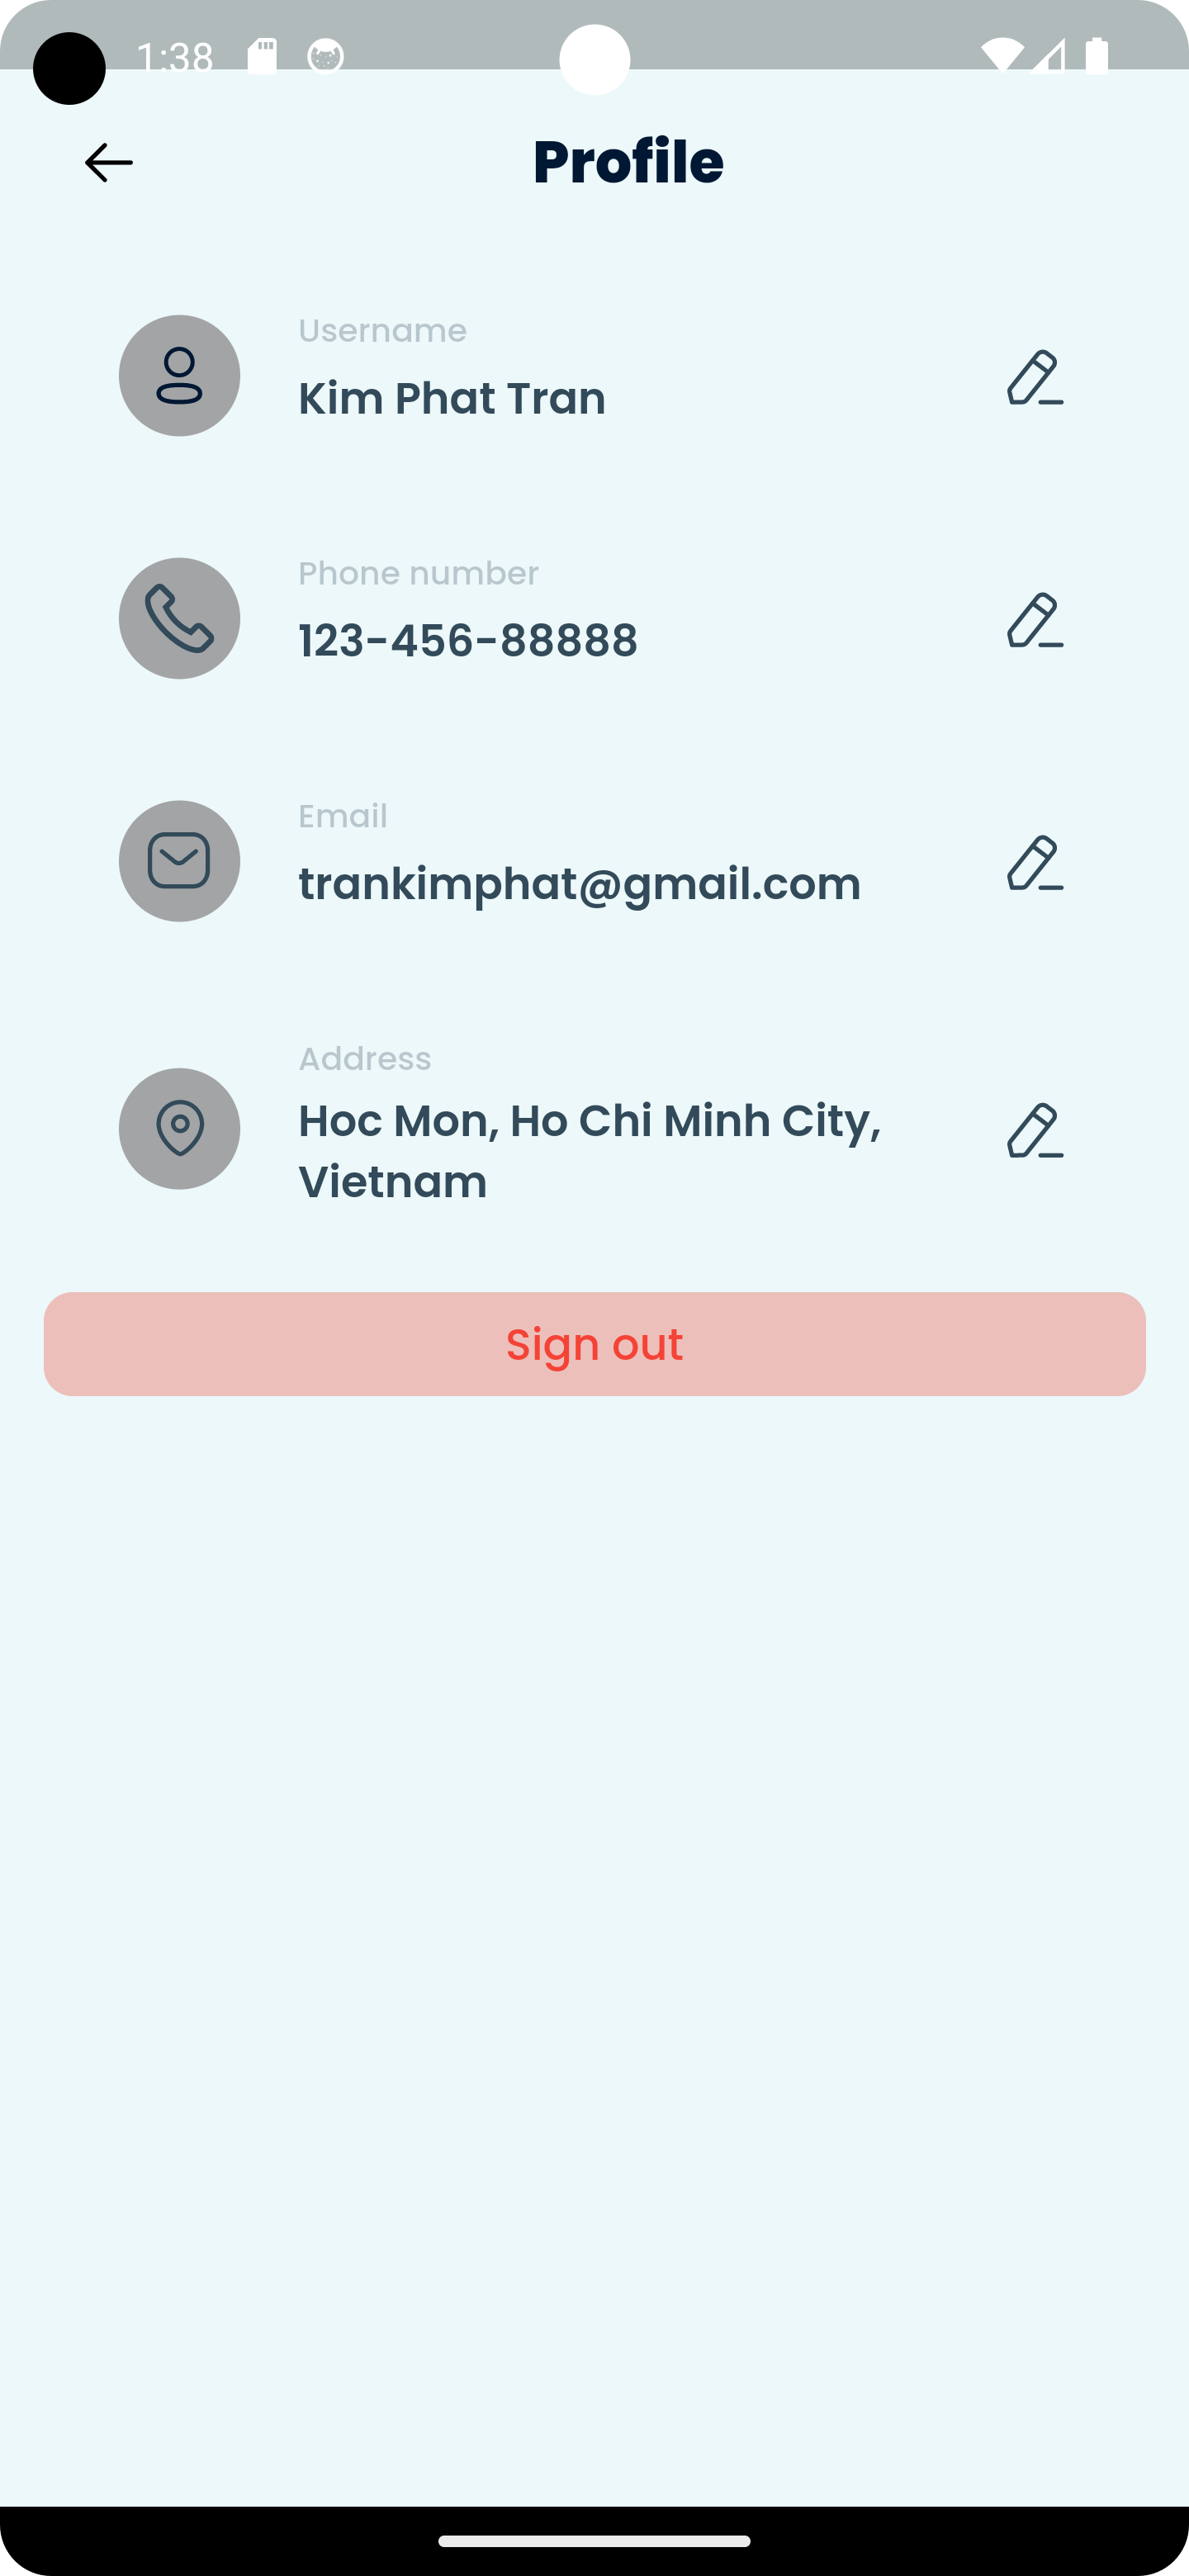 1:38
Profile
Username
Kim Phat Tran
Phone number
123-456-88888
Email
trankimphat@gmail.com
Address
Hoc Mon, Ho Chi Minh City,
Vietnam
Sign out